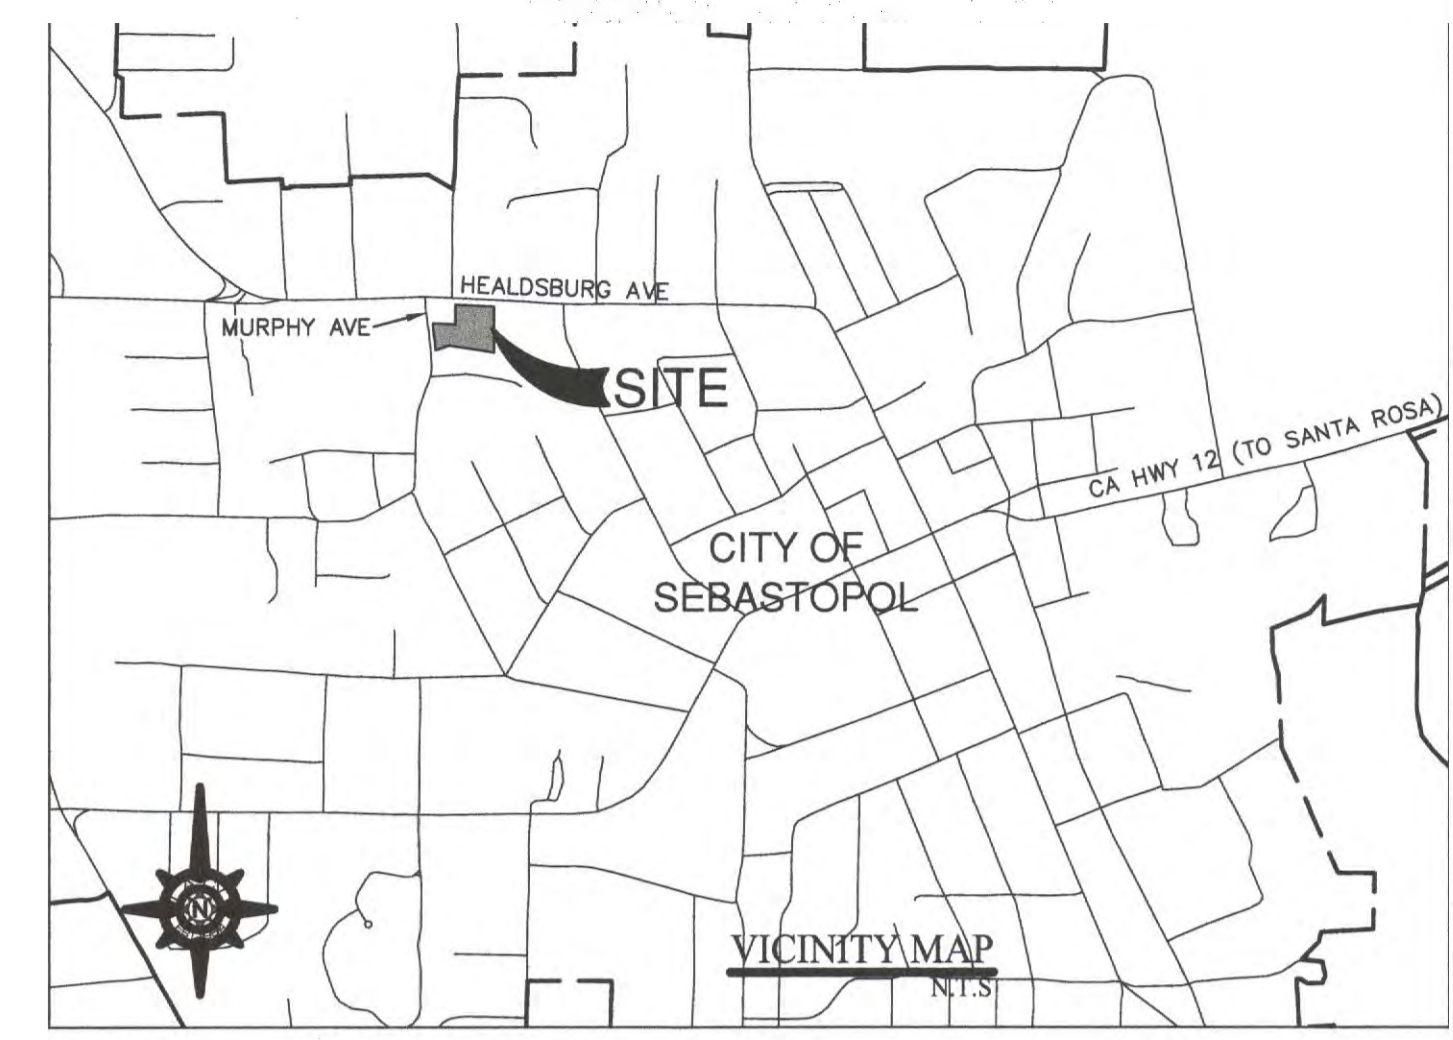 HEALDSBURG AVE
MURPHY AVE
SITE
CA HWY 12 (TO SANTA ROSA)
CITY OF
SEBASTOPOL
N
VICINITY MAP
N.T.S